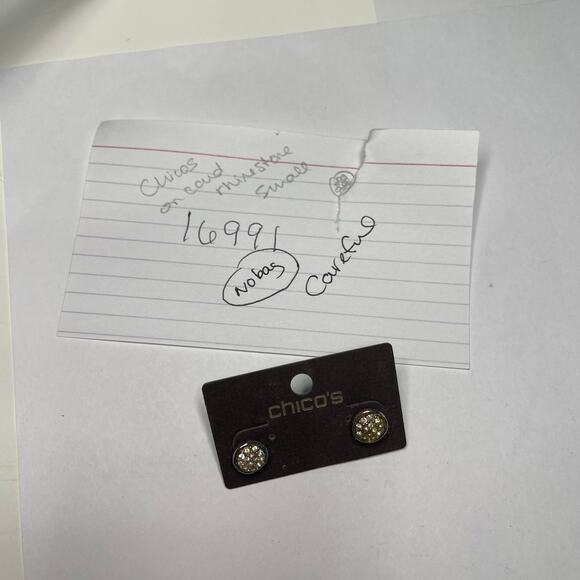 Chicos
on card rhinestone
small
16991
No bag
Careful
chico's